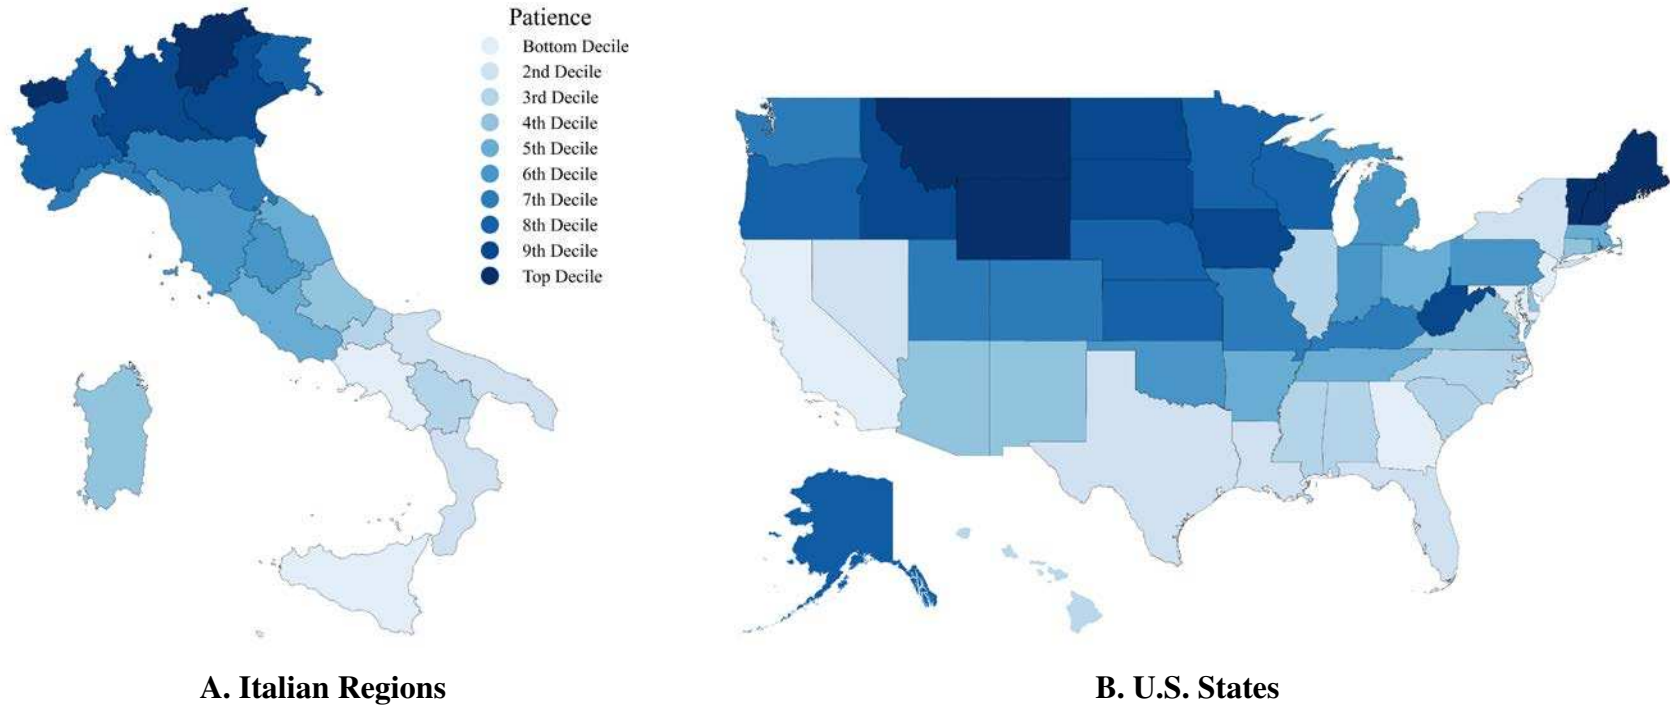 Patience
Bottom Decile
2nd Decile
3rd Decile
4th Decile
5th Decile
6th Decile
7th Decile
8th Decile
9th Decile
Top Decile
A. Italian Regions
B. U.S. States